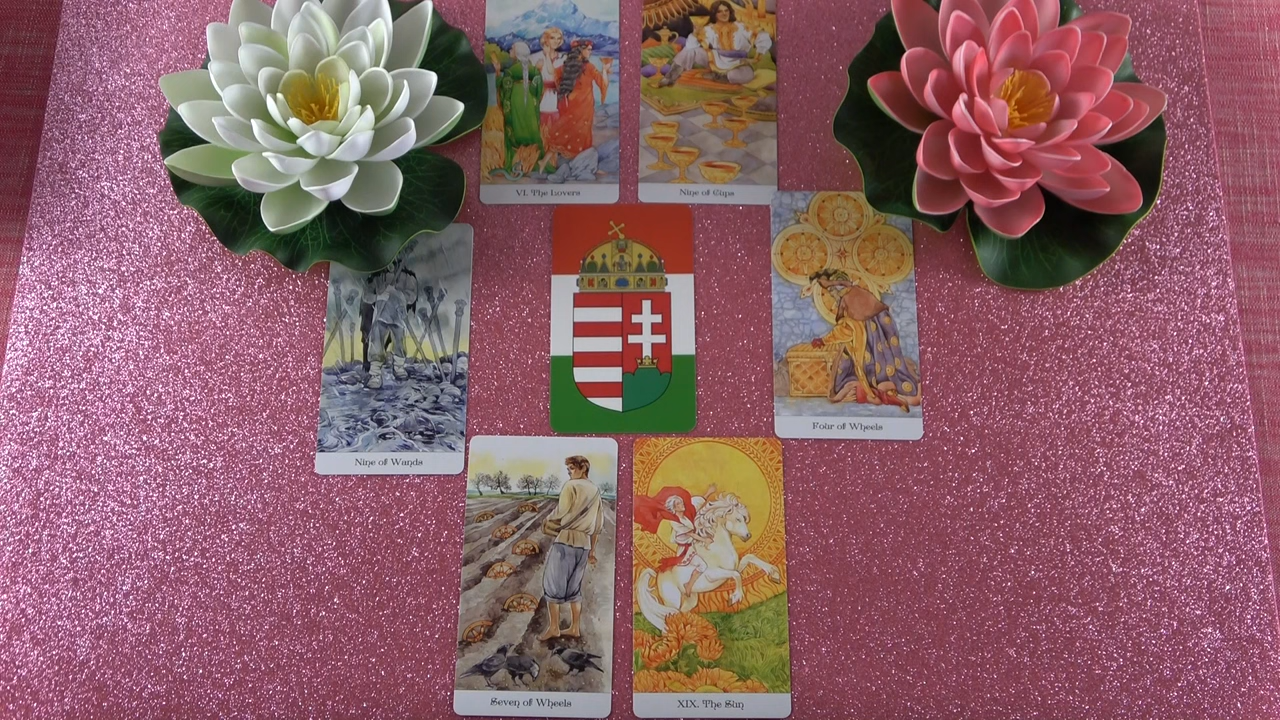 VI. The Lovers
Nine of Cups
Nine of Wands
Four of Wheels
Seven of Wheels
XIX. The Sun